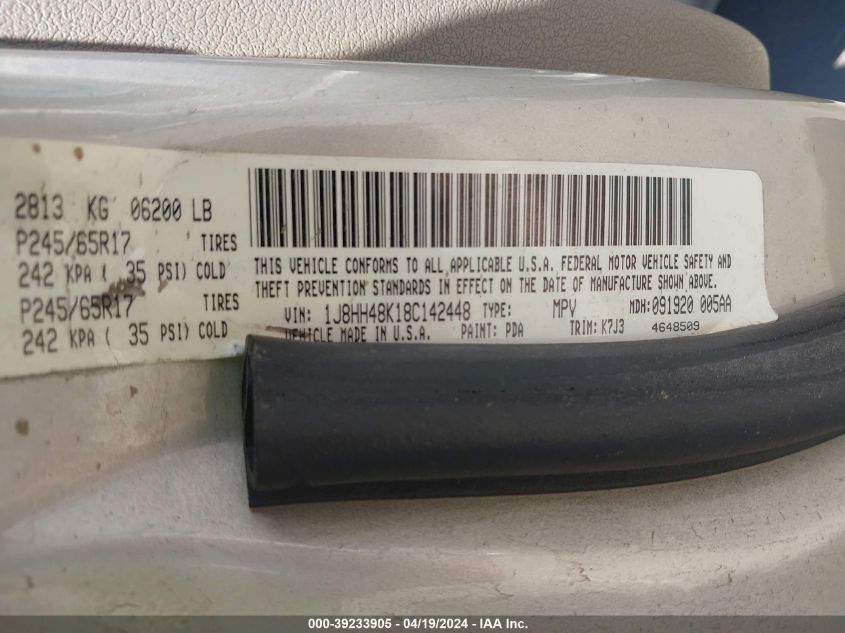 2813 KG 06200 LB
P245/65R17 TIRES
242 KPA ( 35 PSI) COLD
P245/65R17 TIRES
242 KPA ( 35 PSI) COLD
THIS VEHICLE CONFORMS TO ALL APPLICABLE U.S.A. FEDERAL MOTOR VEHICLE SAFETY AND
THEFT PREVENTION STANDARDS IN EFFECT ON THE DATE OF MANUFACTURE SHOWN ABOVE.
VIN: 1J8HH48K18C142448 TYPE: MPV MDH:091920 005AA
VEHICLE MADE IN U.S.A. PAINT: PDA TRIM: K7J3 4648509
000-39233905 - 04/19/2024 - IAA Inc.